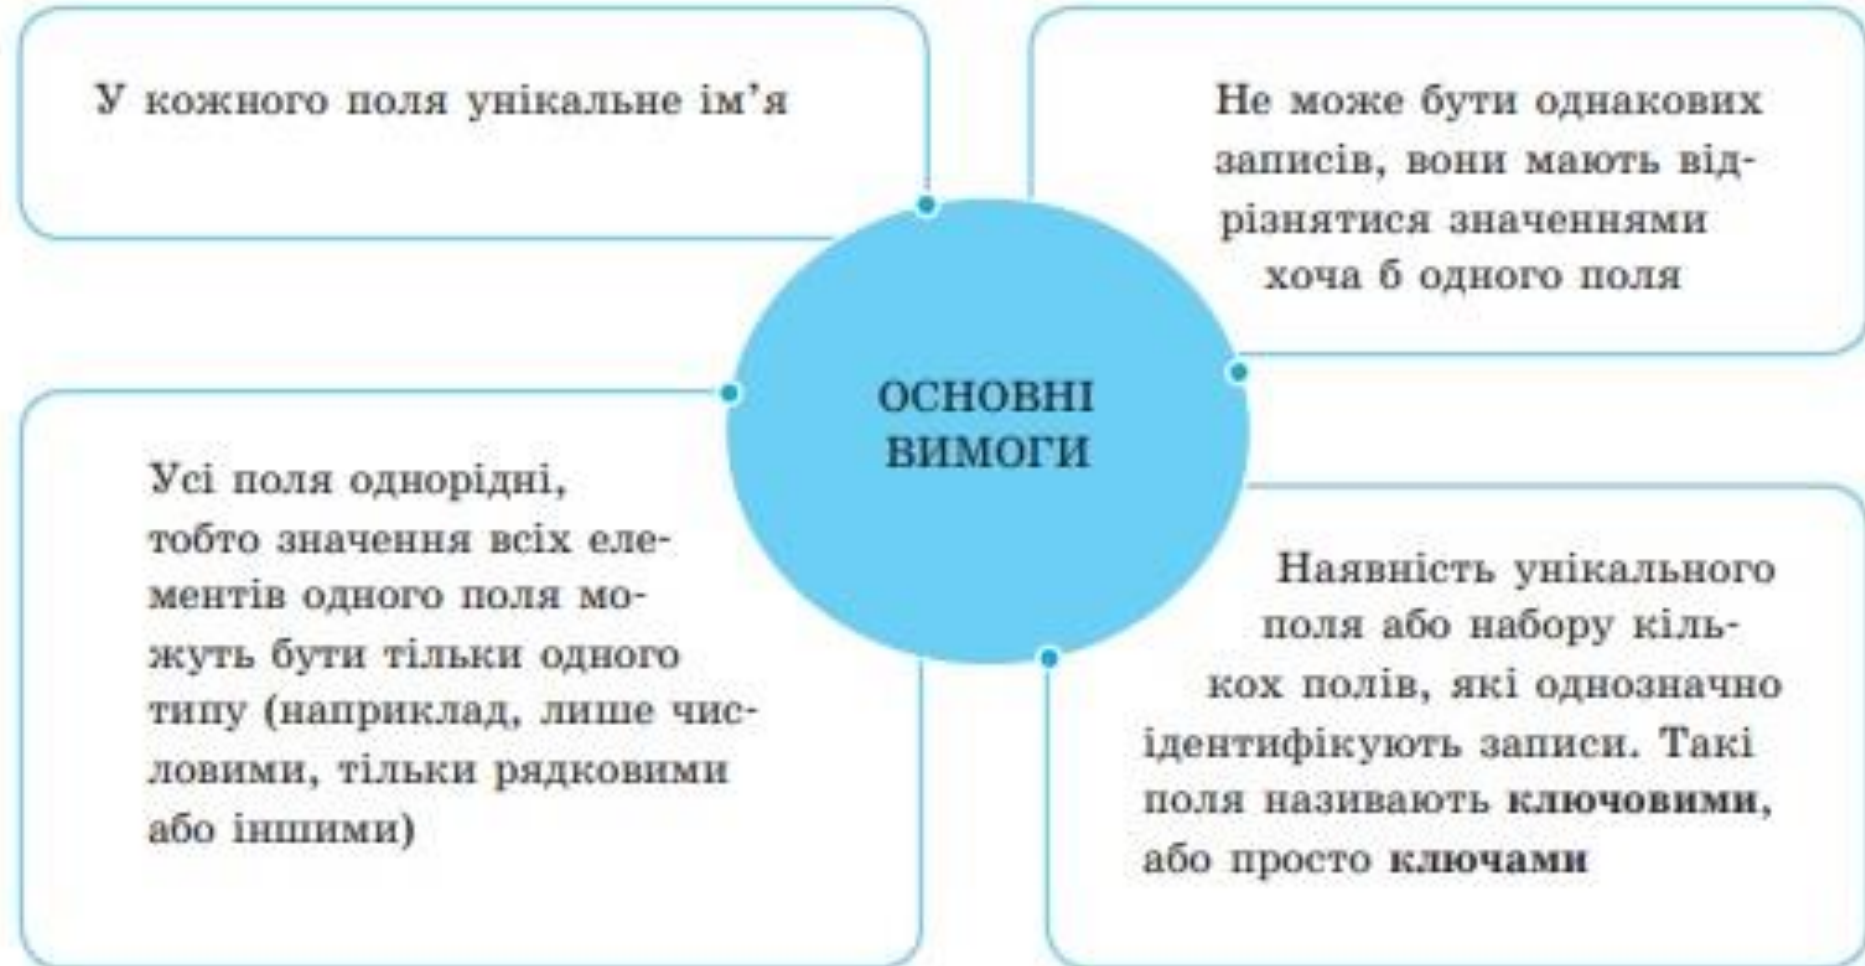 У кожного поля унікальне ім’я
Не може бути однакових
записів, вони мають від-
різнятися значеннями
хоча б одного поля
ОСНОВНІ
ВИМОГИ
Усі поля однорідні,
тобто значення всіх еле-
ментів одного поля мо-
жуть бути тільки одного
типу (наприклад, лише чис-
ловими, тільки рядковими
або іншими)
Наявність унікального
поля або набору кіль-
кох полів, які однозначно
ідентифікують записи. Такі
поля називають ключовими,
або просто ключами